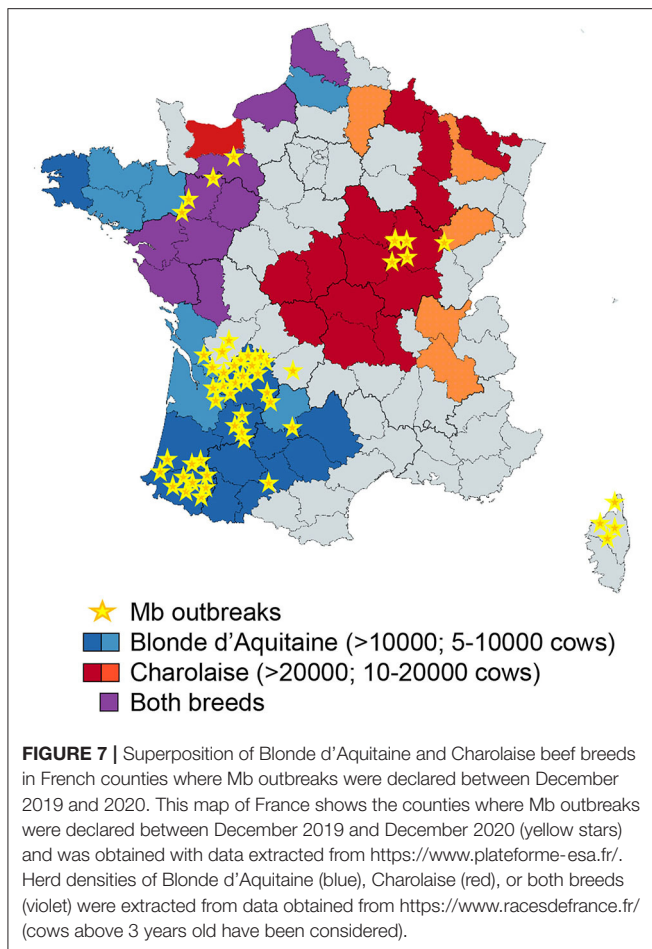 Mb outbreaks
Blonde d'Aquitaine (>10000; 5-10000 cows)
Charolaise (>20000; 10-20000 cows)
Both breeds
FIGURE 7 | Superposition of Blonde d'Aquitaine and Charolaise beef breeds
in French counties where Mb outbreaks were declared between December
2019 and 2020. This map of France shows the counties where Mb outbreaks
were declared between December 2019 and December 2020 (yellow stars)
and was obtained with data extracted from https://www.plateforme-esa.fr/.
Herd densities of Blonde d'Aquitaine (blue), Charolaise (red), or both breeds
(violet) were extracted from data obtained from https://www.racesdefrance.fr/
(cows above 3 years old have been considered).